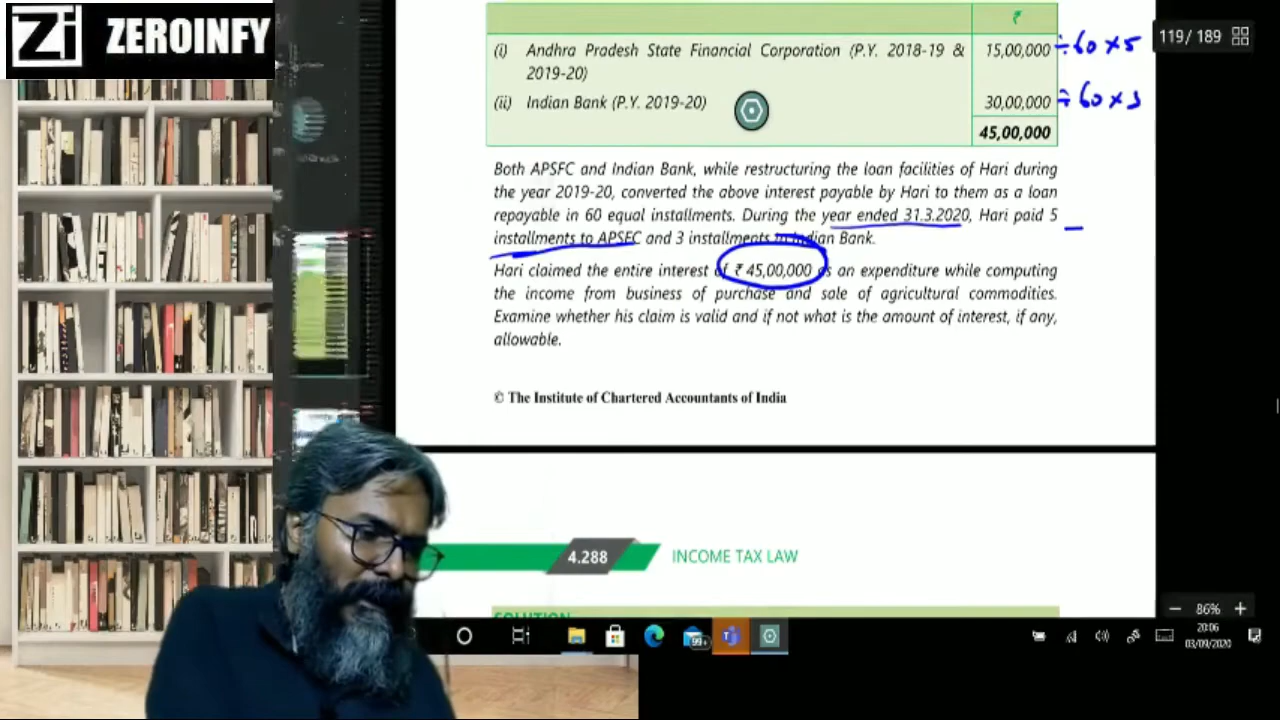 Zi ZEROINFY
₹
119/ 189
(i) Andhra Pradesh State Financial Corporation (P.Y. 2018-19 & 2019-20) 15,00,000 ÷60×5
(ii) Indian Bank (P.Y. 2019-20) 30,00,000 ÷60×3
45,00,000
Both APSFC and Indian Bank, while restructuring the loan facilities of Hari during
the year 2019-20, converted the above interest payable by Hari to them as a loan
repayable in 60 equal installments. During the year ended 31.3.2020, Hari paid 5
installments to APSFC and 3 installments to Indian Bank.
Hari claimed the entire interest of ₹ 45,00,000 as an expenditure while computing
the income from business of purchase and sale of agricultural commodities.
Examine whether his claim is valid and if not what is the amount of interest, if any,
allowable.
© The Institute of Chartered Accountants of India
4.288 INCOME TAX LAW
SOLUTION
86%
99+
20:06
03/09/2020